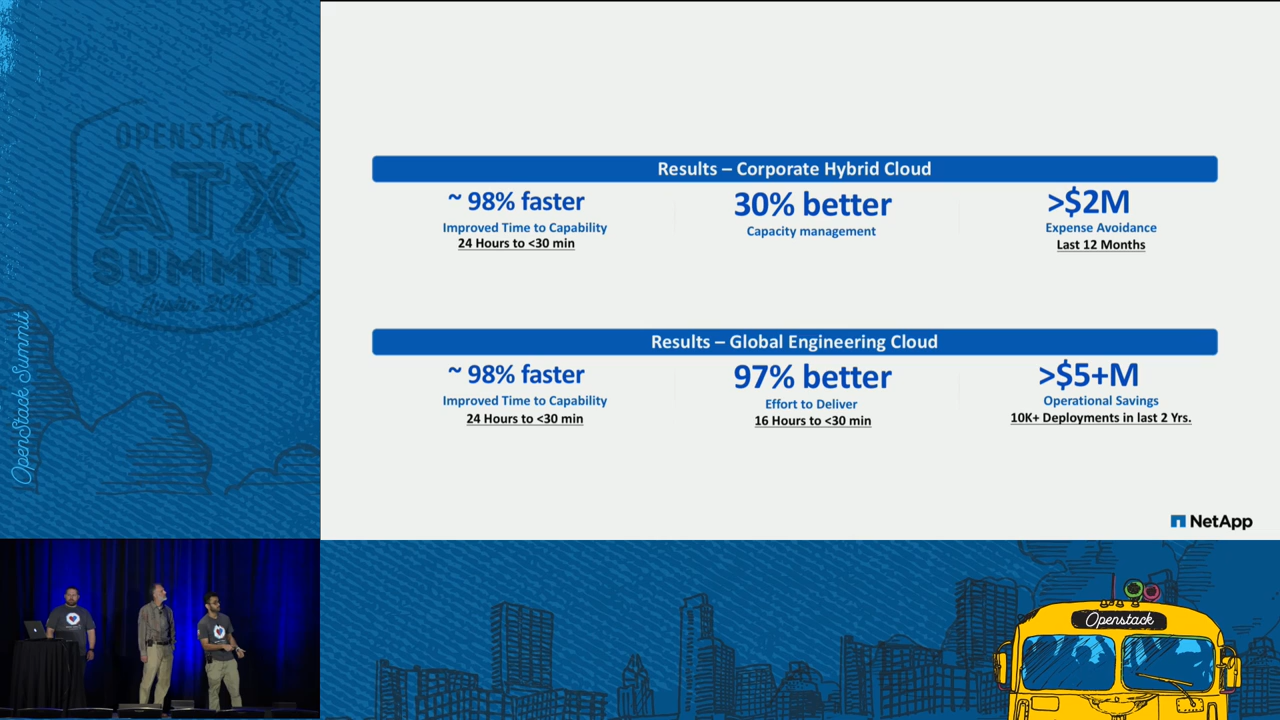 OPENSTACK
ATX
SUMMIT
Austin 2016
OpenStack Summit
Results – Corporate Hybrid Cloud
~ 98% faster
Improved Time to Capability
24 Hours to <30 min
30% better
Capacity management
>$2M
Expense Avoidance
Last 12 Months
Results – Global Engineering Cloud
~ 98% faster
Improved Time to Capability
24 Hours to <30 min
97% better
Effort to Deliver
16 Hours to <30 min
>$5+M
Operational Savings
10K+ Deployments in last 2 Yrs.
NetApp
Openstack